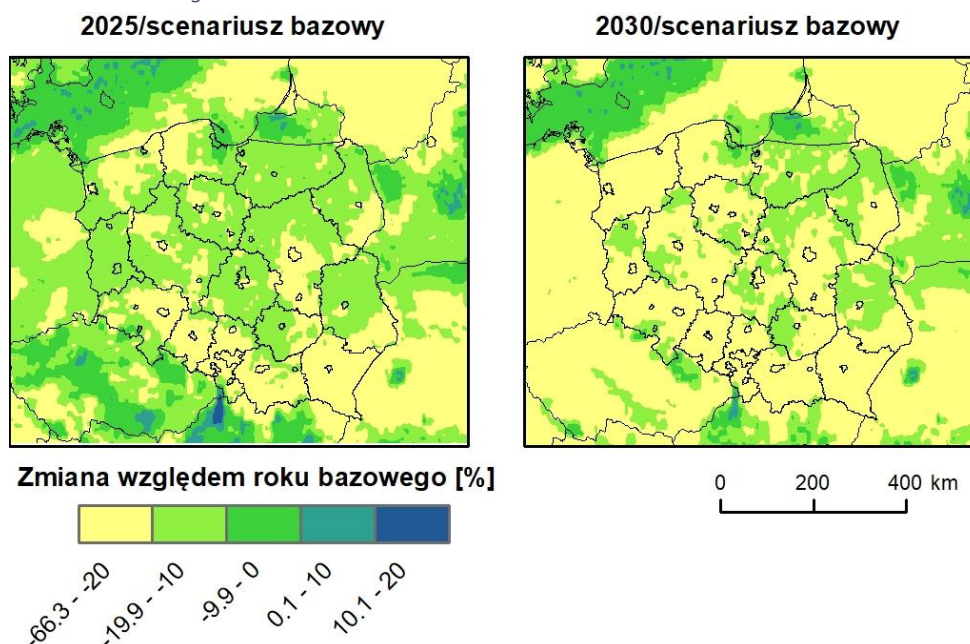 2025/scenariusz bazowy
2030/scenariusz bazowy
Zmiana względem roku bazowego [%]
0 200 400 km
-66.3 - -20
-19.9 - -10
-9.9 - 0
0.1 - 10
10.1 - 20